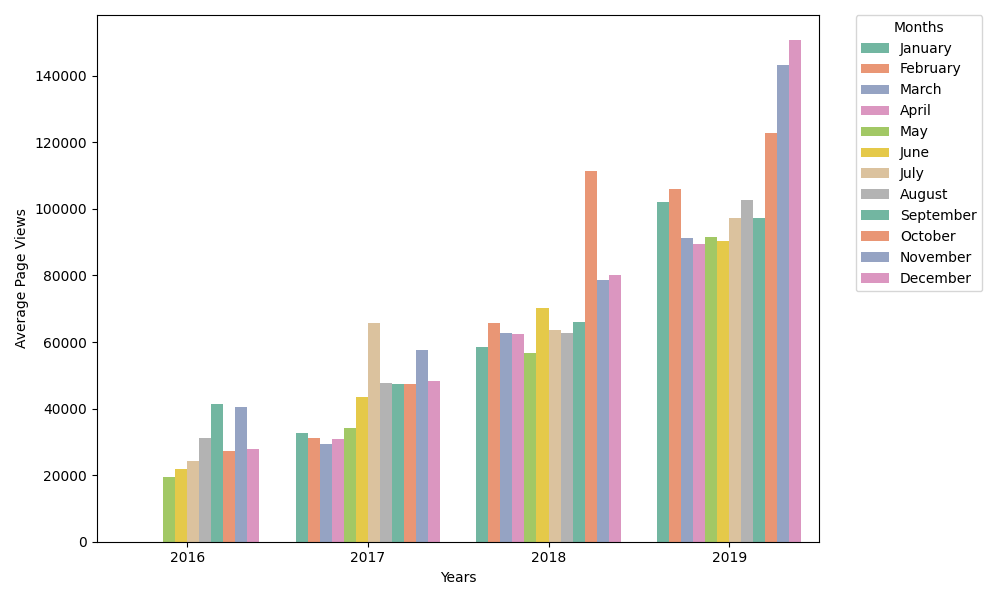 Months
January
February
March
April
May
June
July
August
September
October
November
December
140000
120000
100000
80000
60000
40000
20000
0
Average Page Views
2016 2017 2018 2019
Years